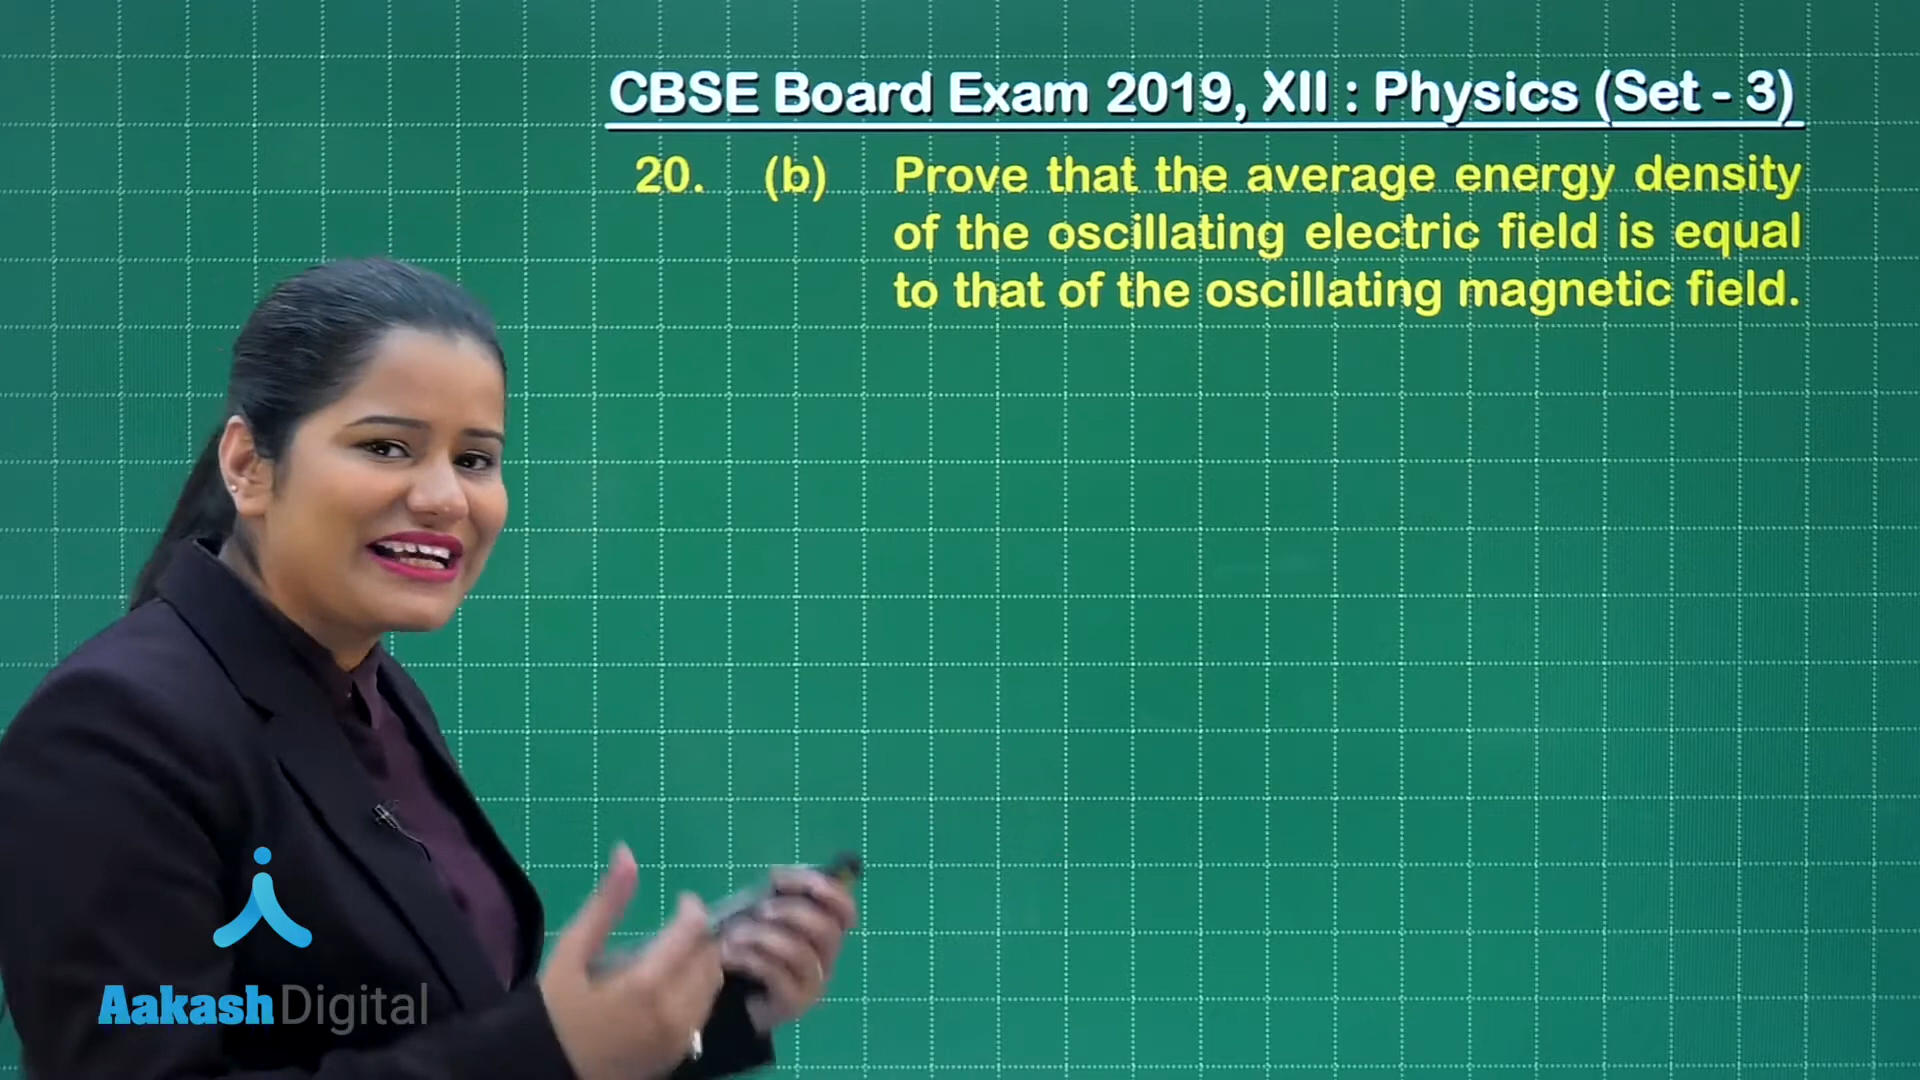 CBSE Board Exam 2019, XII : Physics (Set - 3)
20. (b) Prove that the average energy density
of the oscillating electric field is equal
to that of the oscillating magnetic field.
Aakash Digital